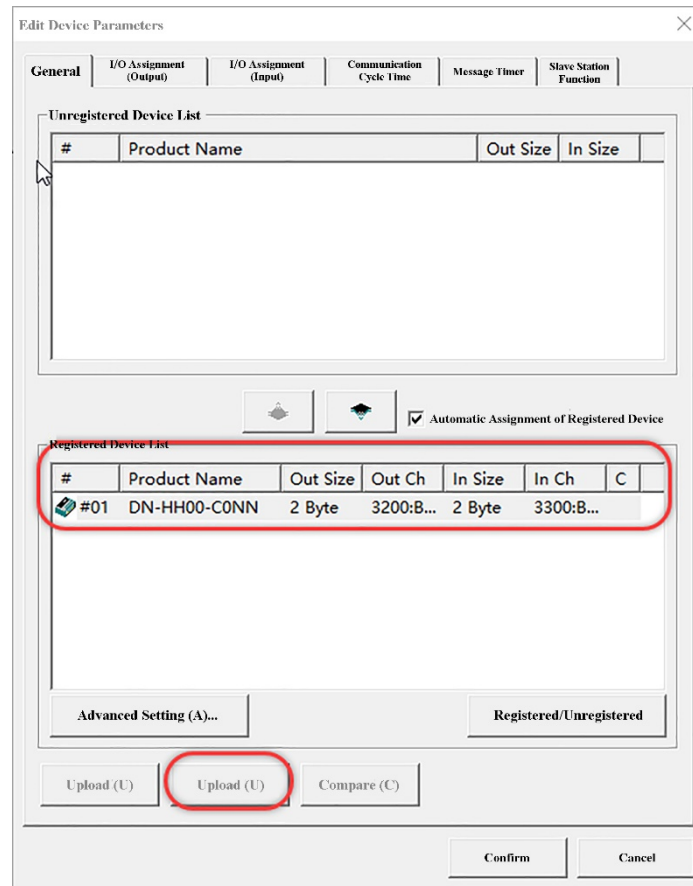 Edit Device Parameters
General
I/O Assignment
(Output)
I/O Assignment
(Input)
Communication
Cycle Time
Message Timer
Slave Station
Function
Unregistered Device List
# Product Name Out Size In Size
Automatic Assignment of Registered Device
Registered Device List
# Product Name Out Size Out Ch In Size In Ch C
#01 DN-HH00-C0NN 2 Byte 3200:B... 2 Byte 3300:B...
Advanced Setting (A)... Registered/Unregistered
Upload (U) Upload (U) Compare (C)
Confirm Cancel